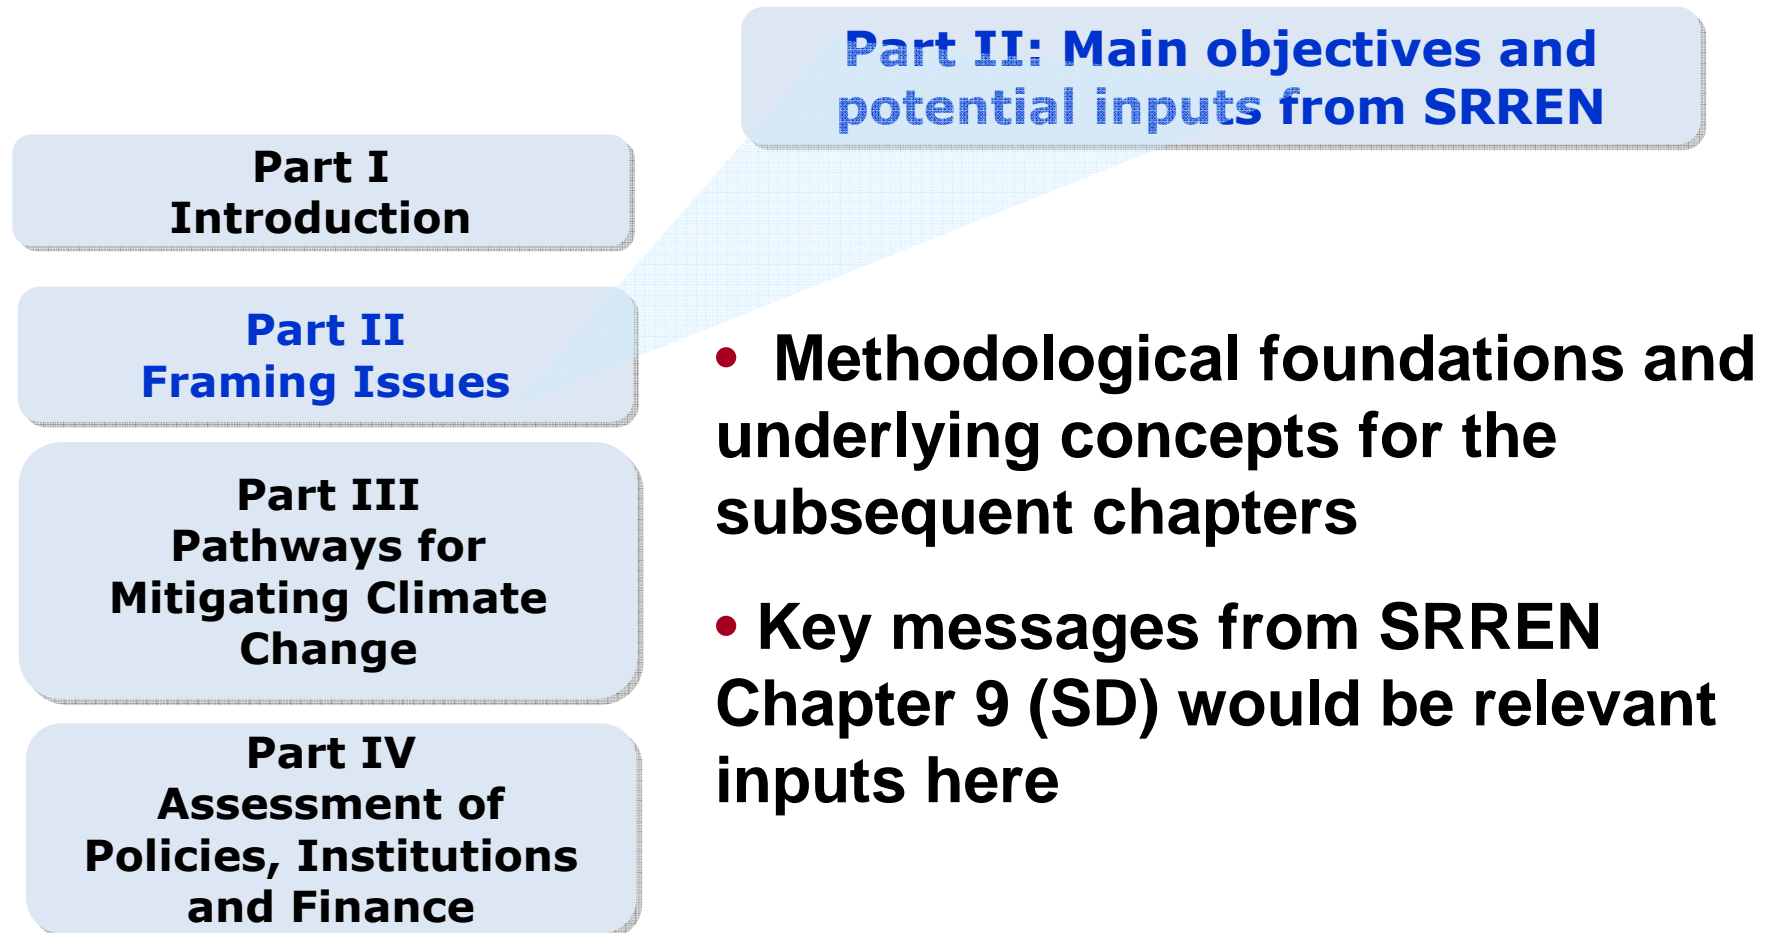 Part II: Main objectives and
potential inputs from SRREN
Part I
Introduction
Part II
Framing Issues
Part III
Pathways for
Mitigating Climate
Change
Part IV
Assessment of
Policies, Institutions
and Finance
• Methodological foundations and
underlying concepts for the
subsequent chapters
• Key messages from SRREN
Chapter 9 (SD) would be relevant
inputs here